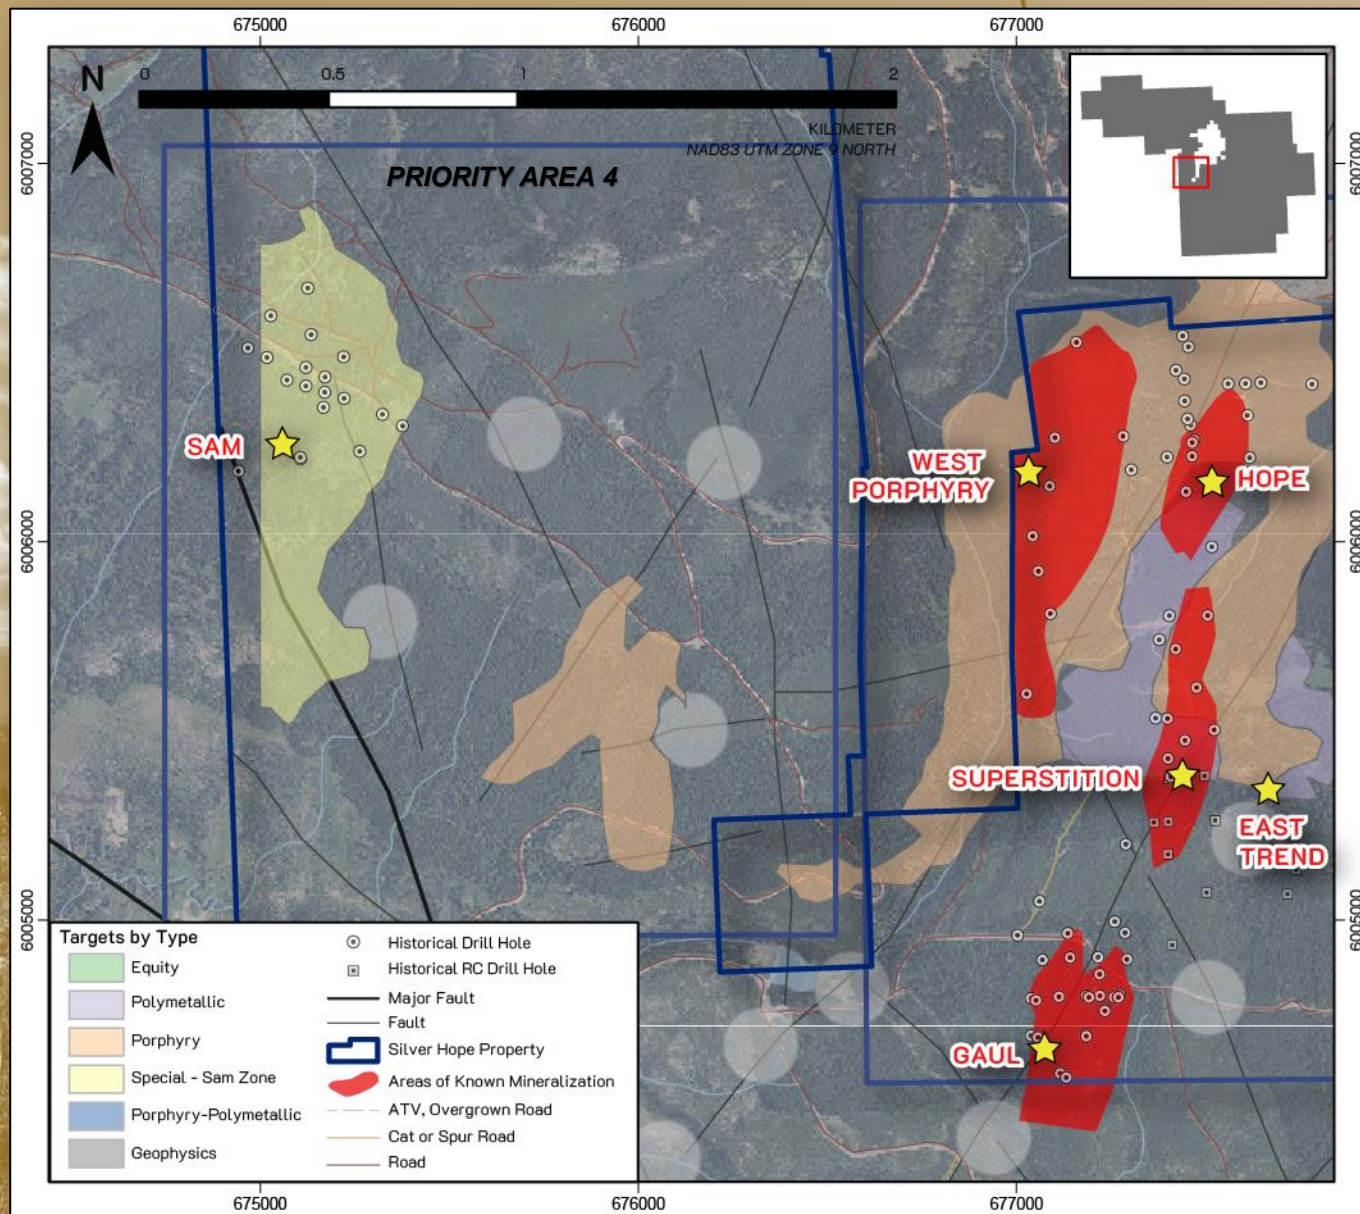 675000
676000
677000
N
0
0.5
1
2
KILOMETER
NAD83 UTM ZONE 9 NORTH
PRIORITY AREA 4
6007000
6007000
SAM
WEST
PORPHYRY
HOPE
6006000
6006000
SUPERSTITION
EAST
TREND
6005000
6005000
GAUL
Targets by Type
Equity
Polymetallic
Porphyry
Special - Sam Zone
Porphyry-Polymetallic
Geophysics
Historical Drill Hole
Historical RC Drill Hole
Major Fault
Fault
Silver Hope Property
Areas of Known Mineralization
ATV, Overgrown Road
Cat or Spur Road
Road
675000
676000
677000